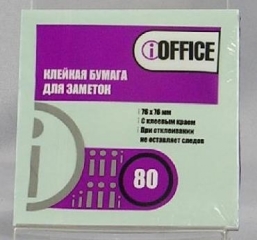 iOFFICE
КЛЕЙКАЯ БУМАГА
ДЛЯ ЗАМЕТОК
76 x 76 мм
С клеевым краем
При отклеивании
не оставляет следов
80